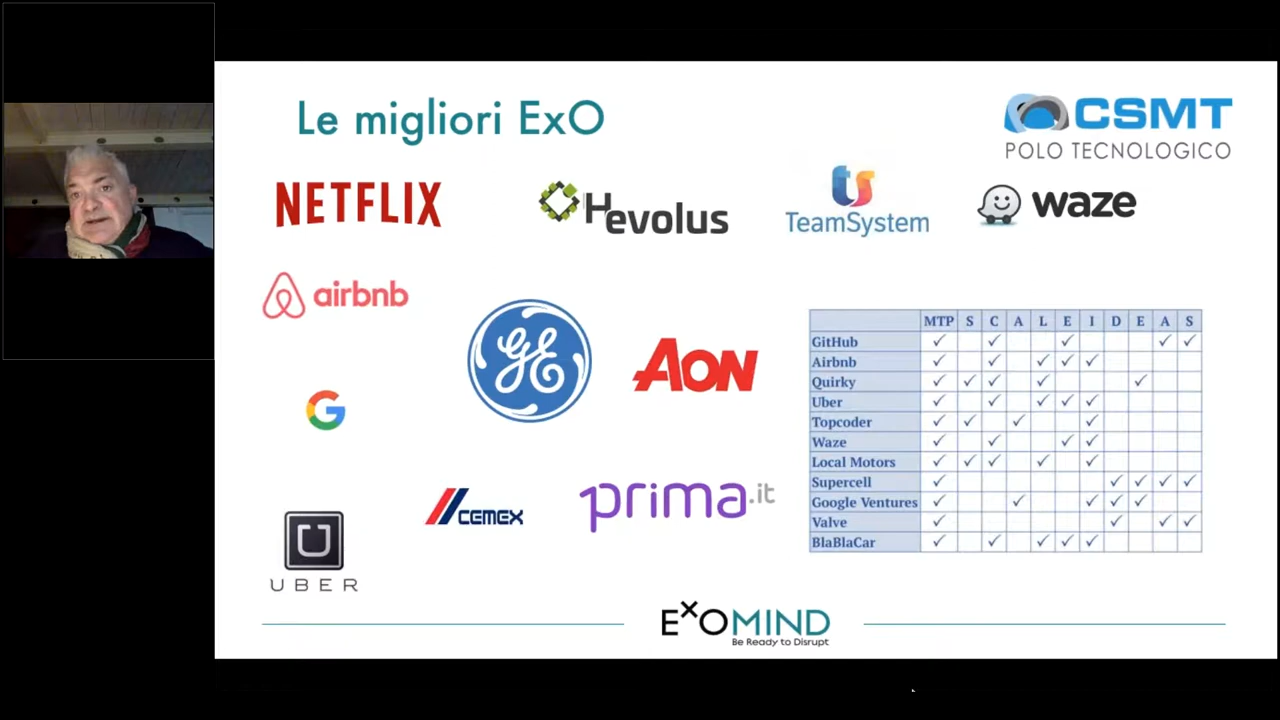 Le migliori ExO
CSMT
POLO TECNOLOGICO
NETFLIX
Hevolus
TeamSystem
waze
airbnb
GE
AON
G
CEMEX
prima.it
UBER
MTP S C A L E I D E A S
GitHub ✓ ✓ ✓ ✓ ✓
Airbnb ✓ ✓ ✓ ✓ ✓
Quirky ✓ ✓ ✓ ✓ ✓
Uber ✓ ✓ ✓ ✓ ✓
Topcoder ✓ ✓ ✓ ✓
Waze ✓ ✓ ✓ ✓
Local Motors ✓ ✓ ✓ ✓ ✓
Supercell ✓ ✓ ✓ ✓ ✓
Google Ventures ✓ ✓ ✓ ✓ ✓
Valve ✓ ✓ ✓ ✓
BlaBlaCar ✓ ✓ ✓ ✓ ✓
ExOMIND
Be Ready to Disrupt